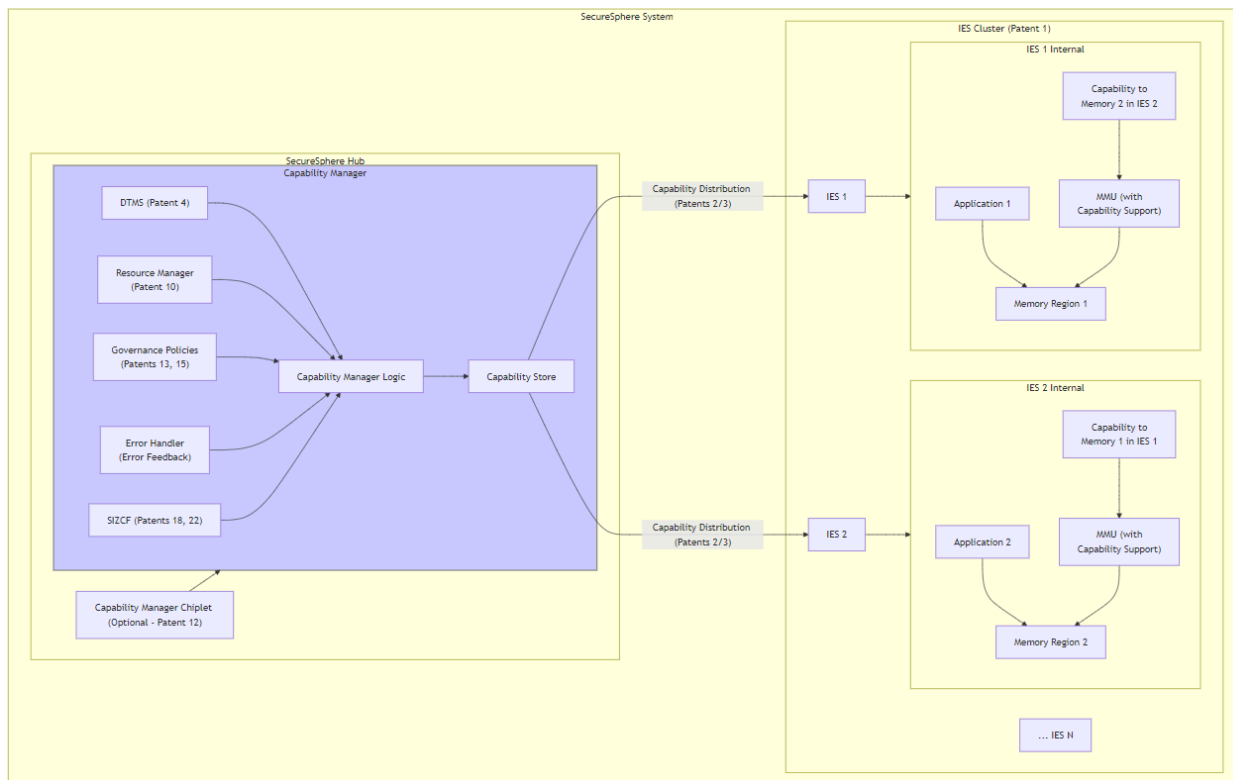 SecureSphere System
IES Cluster (Patent 1)
IES 1 Internal
Capability to
Memory 2 in IES 2
SecureSphere Hub
Capability Manager
DTMS (Patent 4)
Capability Distribution
(Patents 2/3)
IES 1
Application 1
MMU (with
Capability Support)
Resource Manager
(Patent 10)
Memory Region 1
Governance Policies
(Patents 13, 15)
Capability Manager Logic
Capability Store
IES 2 Internal
Capability to
Memory 1 in IES 1
Error Handler
(Error Feedback)
SIZCF (Patents 18, 22)
Capability Distribution
(Patents 2/3)
IES 2
Application 2
MMU (with
Capability Support)
Capability Manager Chiplet
(Optional - Patent 12)
Memory Region 2
... IES N